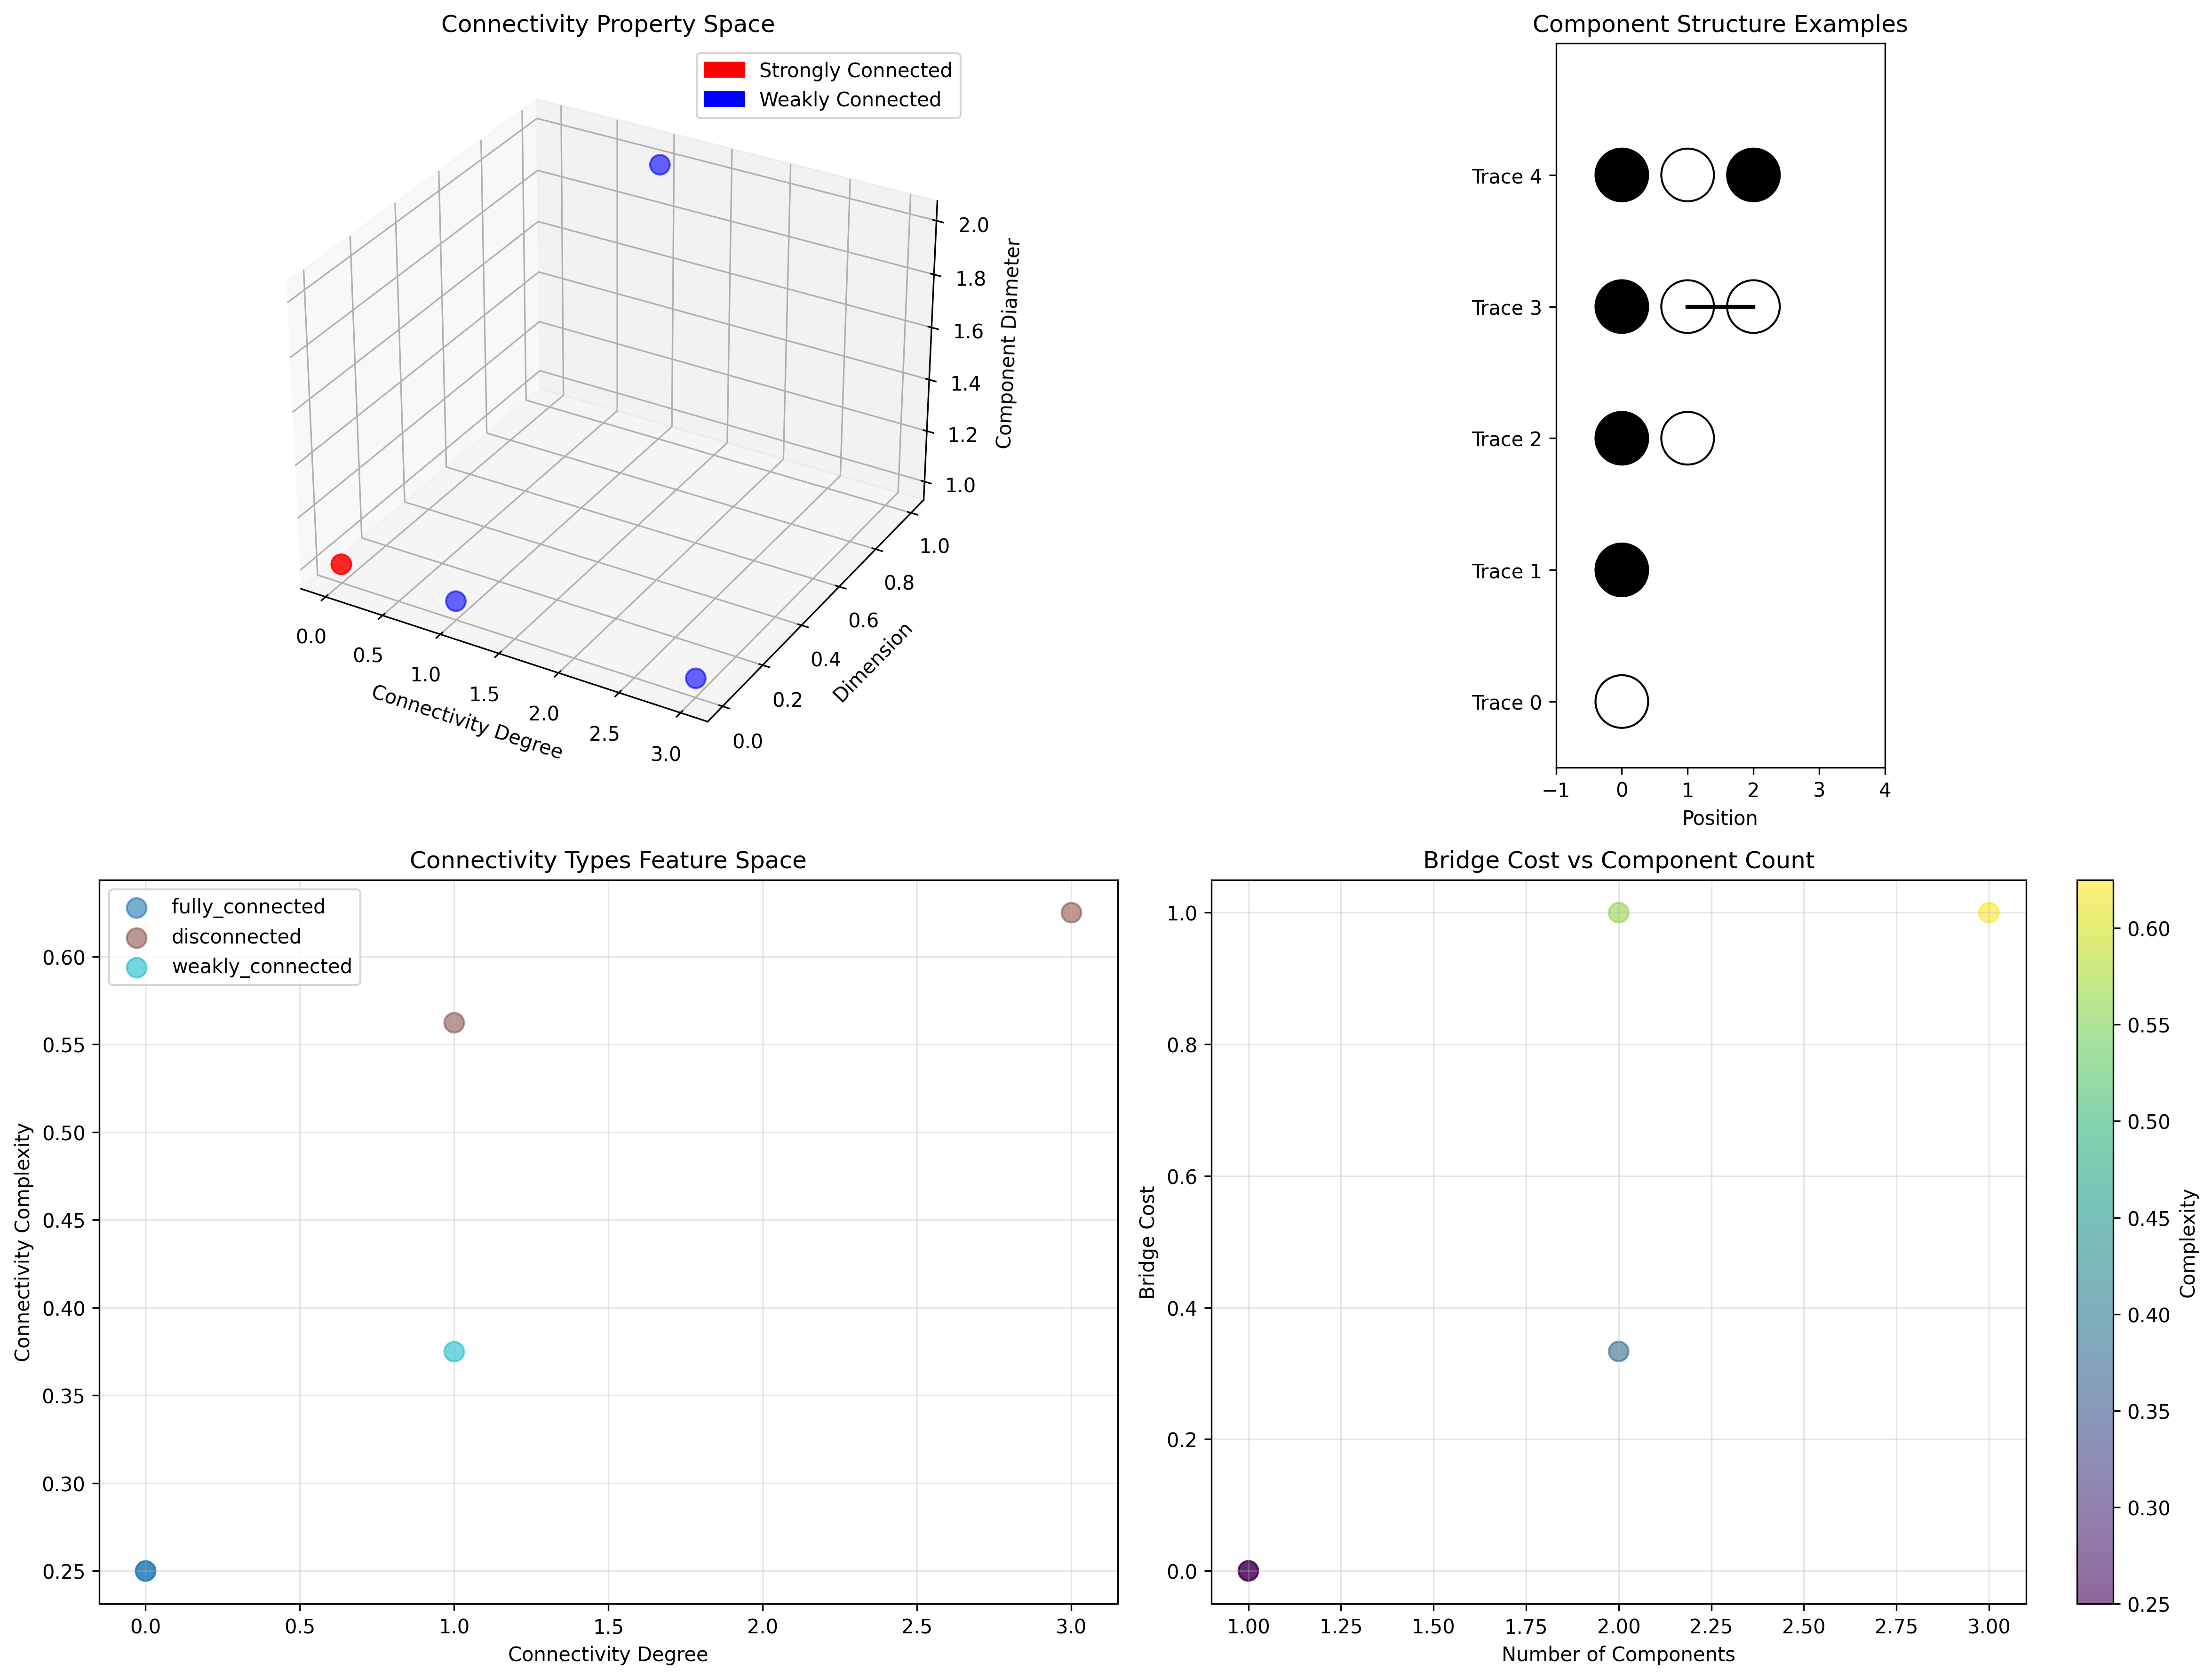 Connectivity Property Space
Strongly Connected
Weakly Connected
2.0
1.8
1.6
1.4
1.2
1.0
Component Diameter
1.0
0.8
0.6
0.4
0.2
0.0
Dimension
0.0
0.5
1.0
1.5
2.0
2.5
3.0
Connectivity Degree
Component Structure Examples
Trace 4
Trace 3
Trace 2
Trace 1
Trace 0
−1 0 1 2 3 4
Position
Connectivity Types Feature Space
fully_connected
disconnected
weakly_connected
0.60
0.55
0.50
0.45
0.40
0.35
0.30
0.25
Connectivity Complexity
0.0 0.5 1.0 1.5 2.0 2.5 3.0
Connectivity Degree
Bridge Cost vs Component Count
1.0
0.8
0.6
0.4
0.2
0.0
Bridge Cost
1.00 1.25 1.50 1.75 2.00 2.25 2.50 2.75 3.00
Number of Components
0.60
0.55
0.50
0.45
0.40
0.35
0.30
0.25
Complexity